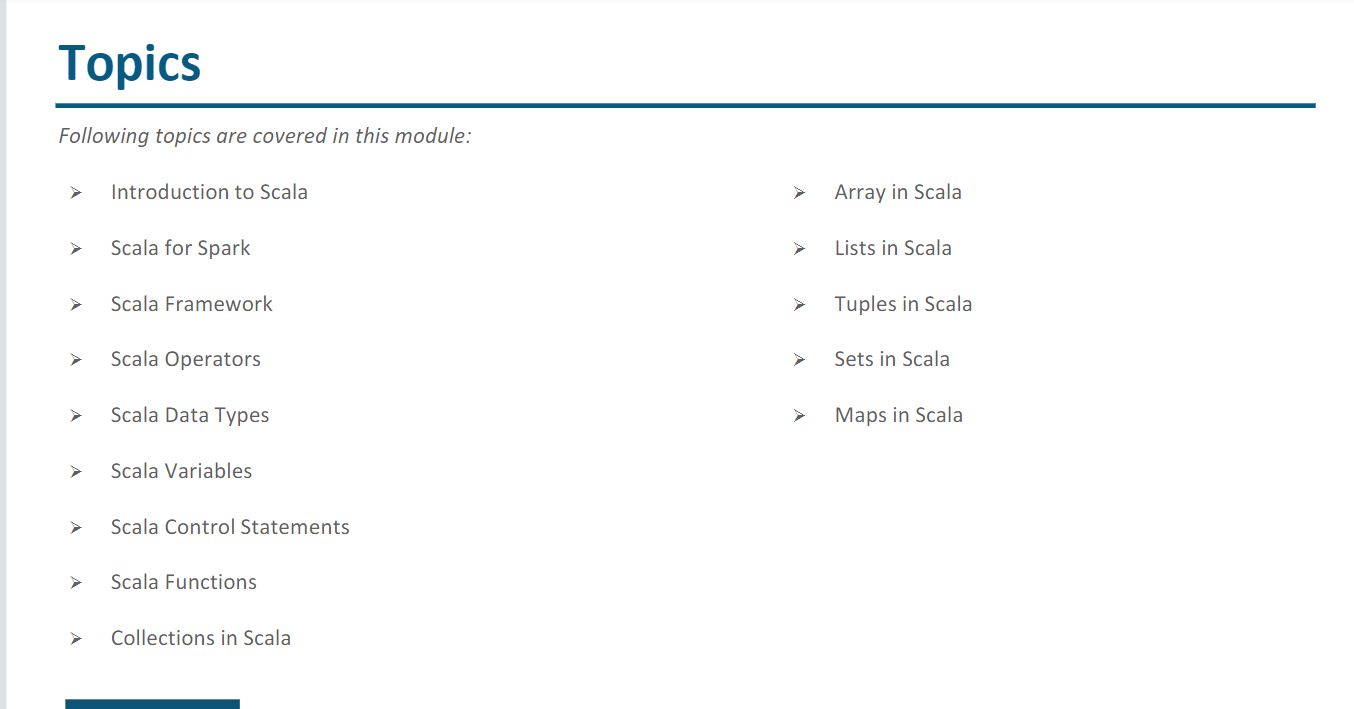 Topics
Following topics are covered in this module:
Introduction to Scala
Scala for Spark
Scala Framework
Scala Operators
Scala Data Types
Scala Variables
Scala Control Statements
Scala Functions
Collections in Scala
Array in Scala
Lists in Scala
Tuples in Scala
Sets in Scala
Maps in Scala